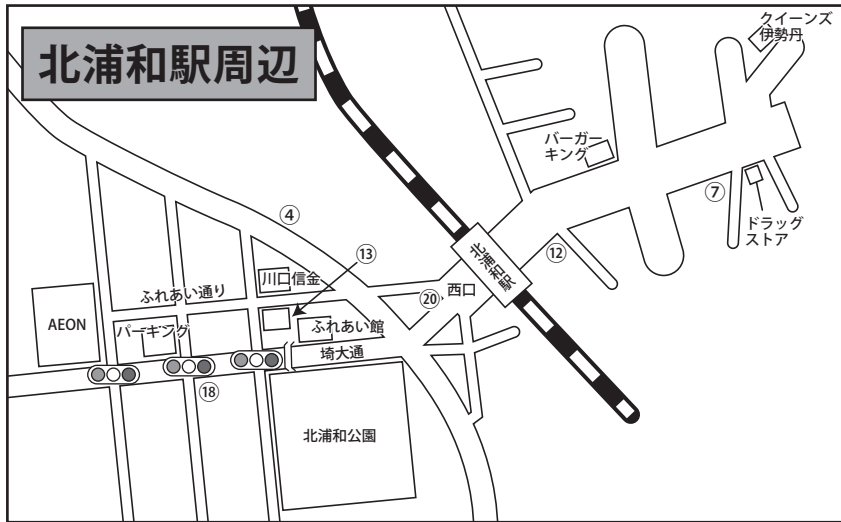 北浦和駅周辺
クイーンズ
伊勢丹
バーガー
キング
⑦
ドラッグ
ストア
④
⑫
北浦和駅
⑬
川口信金
⑳
西口
ふれあい通り
AEON
パーキング
ふれあい館
埼大通
⑱
北浦和公園